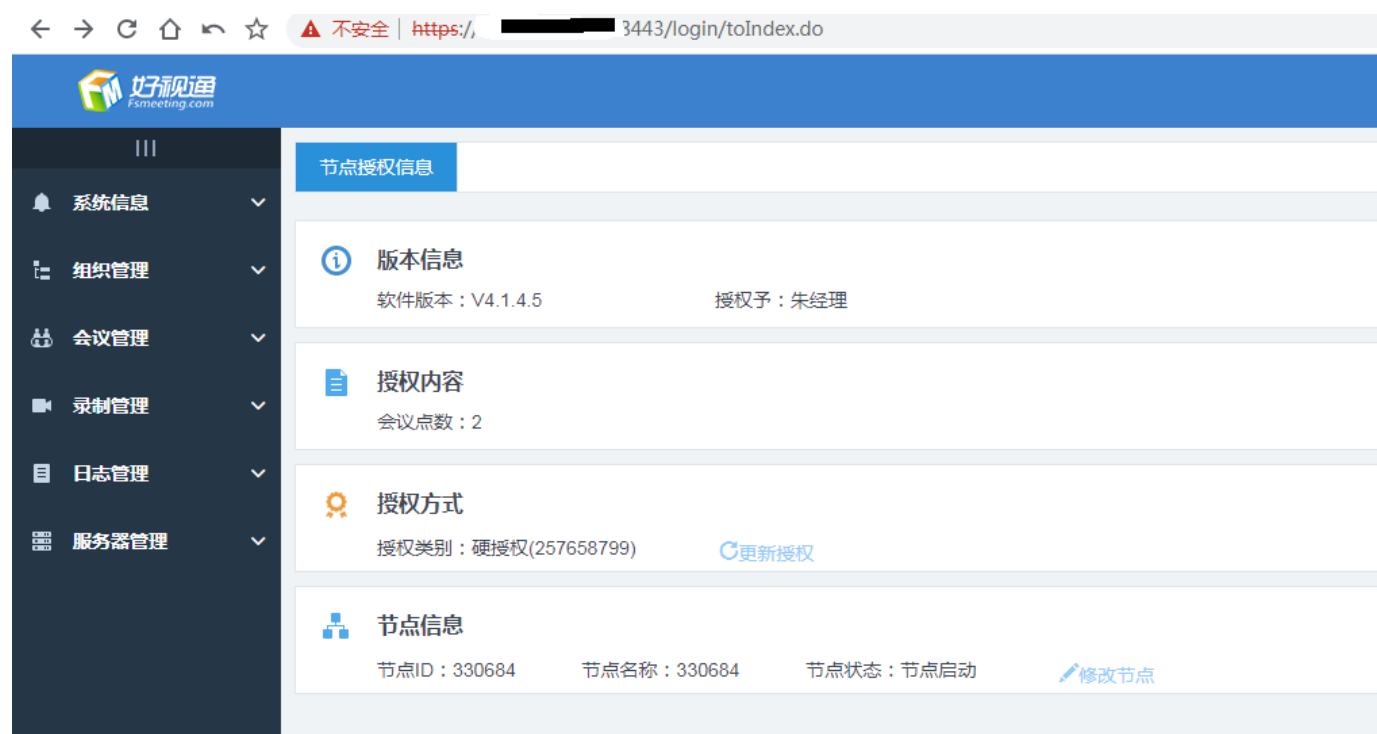 不安全 | https:// 3443/login/toIndex.do
FM 好视通
Fsmeeting.com
节点授权信息
系统信息
组织管理
会议管理
录制管理
日志管理
服务器管理
版本信息
软件版本：V4.1.4.5 授权予：朱经理
授权内容
会议点数：2
授权方式
授权类别：硬授权(257658799) 更新授权
节点信息
节点ID：330684 节点名称：330684 节点状态：节点启动 修改节点